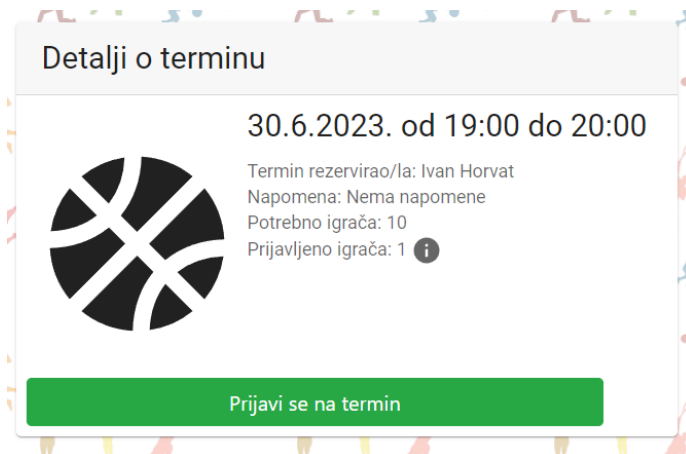 Detalji o terminu
30.6.2023. od 19:00 do 20:00
Termin rezervirao/la: Ivan Horvat
Napomena: Nema napomene
Potrebno igrača: 10
Prijavljeno igrača: 1 i
Prijavi se na termin